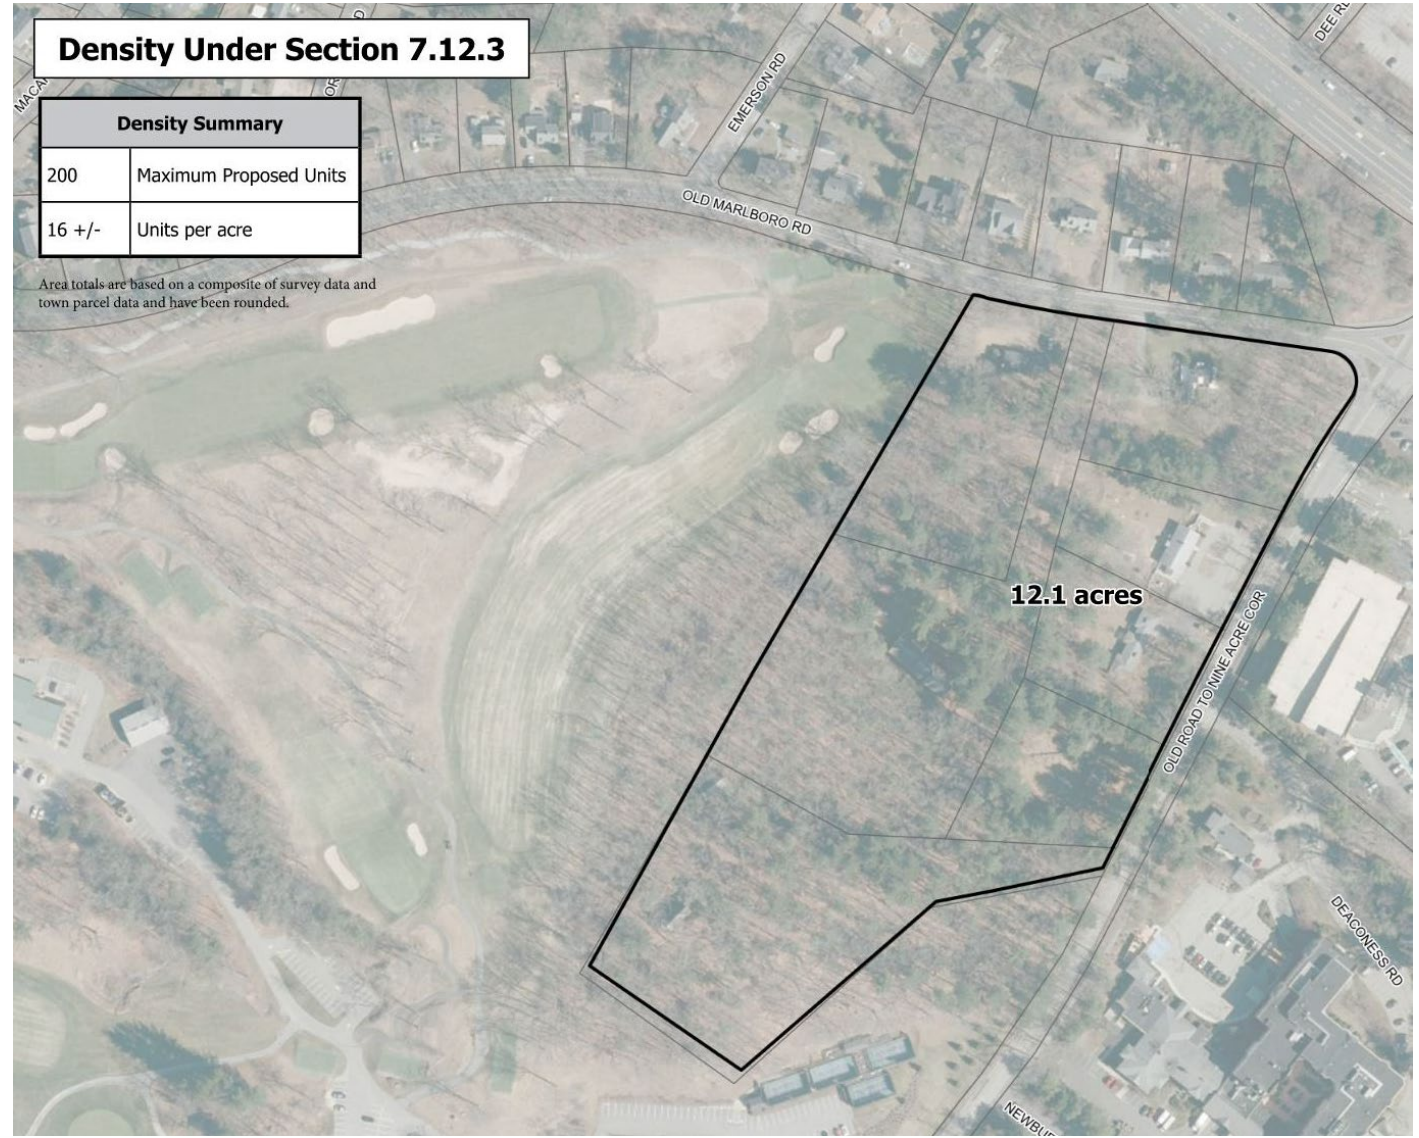 Density Under Section 7.12.3
Density Summary
200 Maximum Proposed Units
16 +/- Units per acre
Area totals are based on a composite of survey data and
town parcel data and have been rounded.
EMERSON RD
OLD MARLBORO RD
12.1 acres
OLD ROAD TO NINE ACRE COR
DEACONESS RD